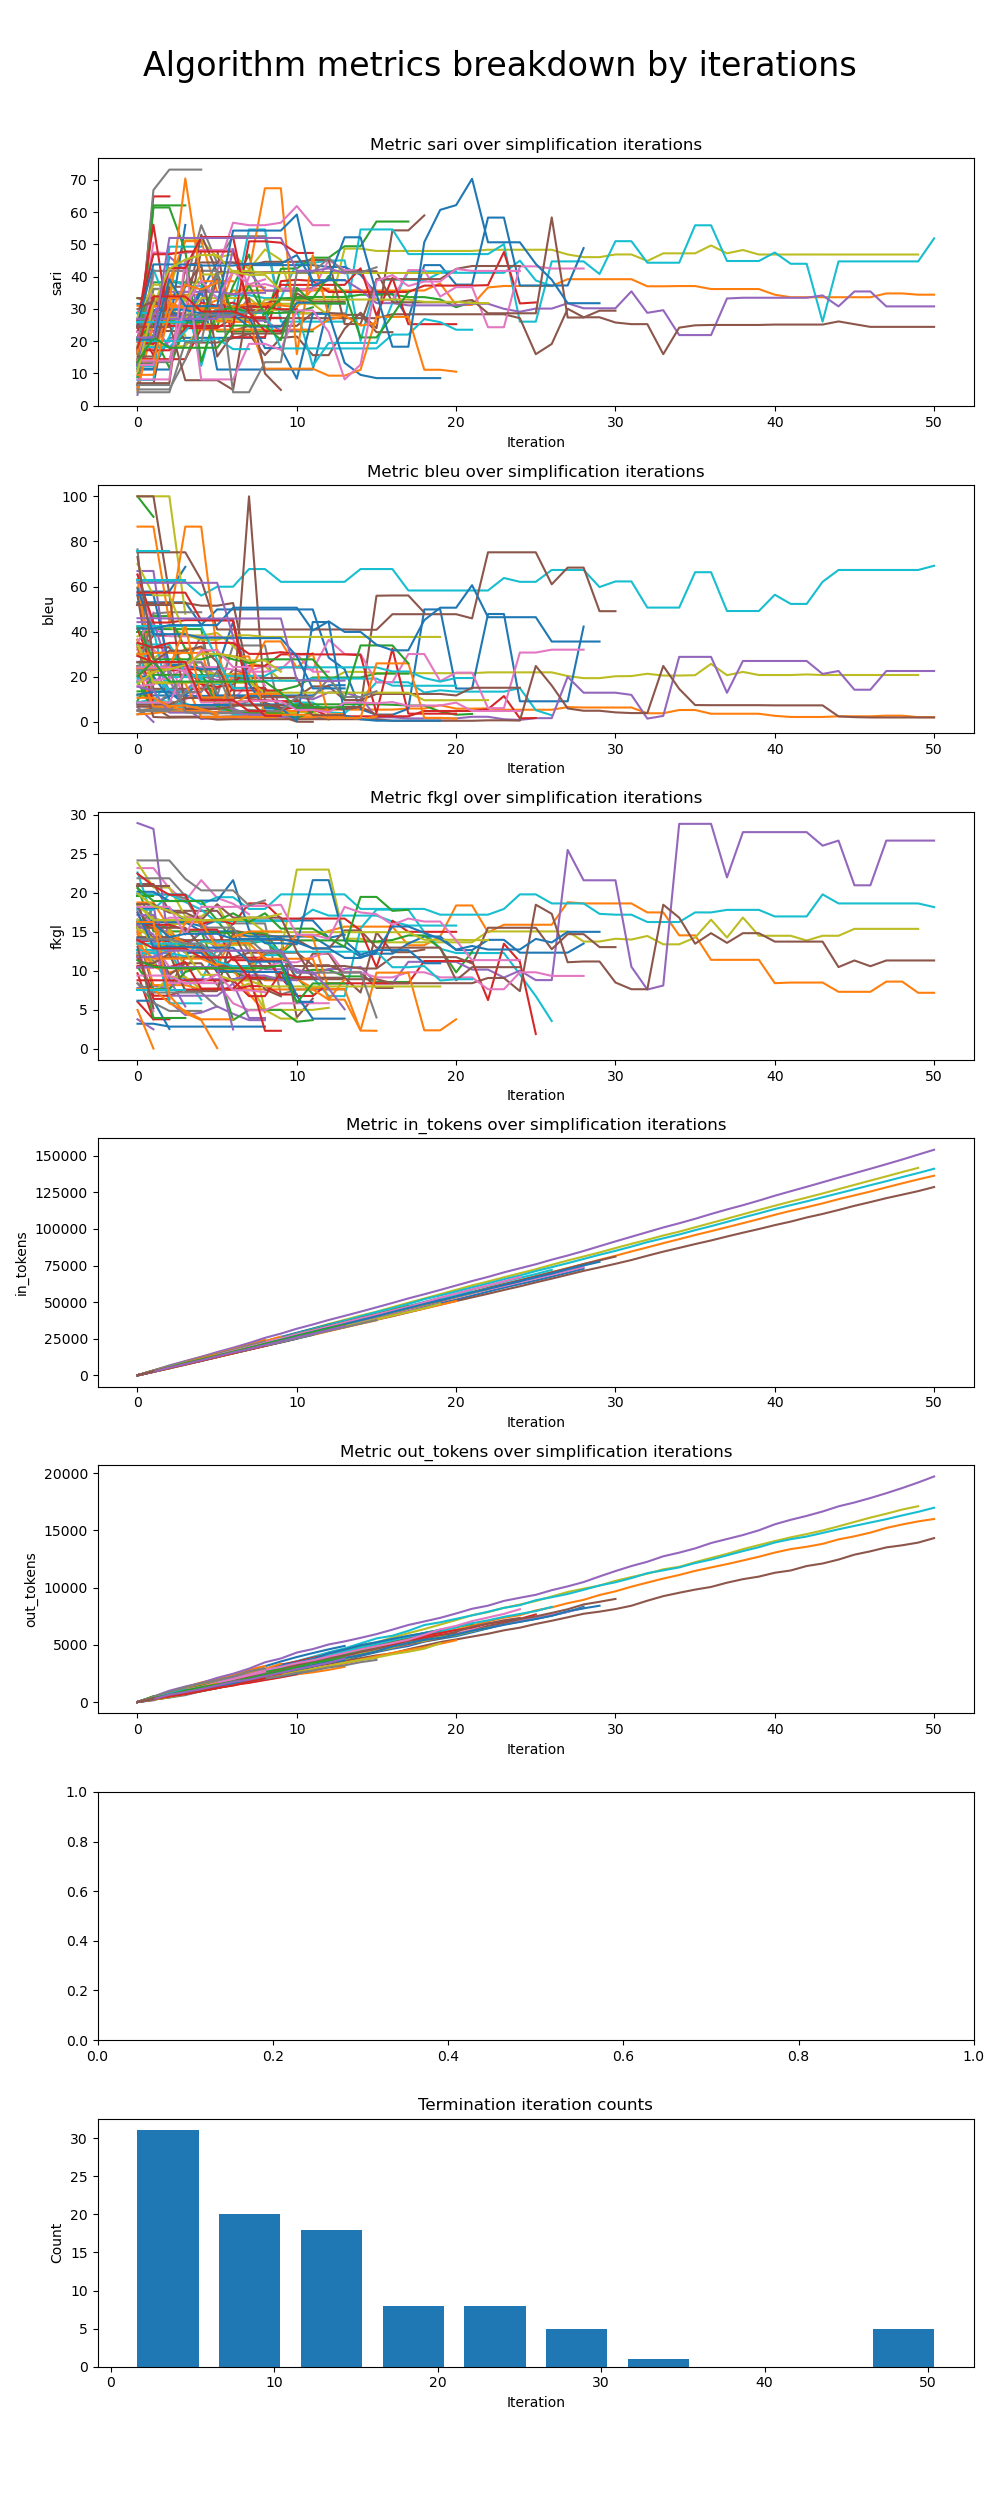 Algorithm metrics breakdown by iterations
Metric sari over simplification iterations
70
60
50
40
30
20
10
0
sari
0 10 20 30 40 50
Iteration
Metric bleu over simplification iterations
100
80
60
40
20
0
bleu
0 10 20 30 40 50
Iteration
Metric fkgl over simplification iterations
30
25
20
15
10
5
0
fkgl
0 10 20 30 40 50
Iteration
Metric in_tokens over simplification iterations
150000
125000
100000
75000
50000
25000
0
in_tokens
0 10 20 30 40 50
Iteration
Metric out_tokens over simplification iterations
20000
15000
10000
5000
0
out_tokens
0 10 20 30 40 50
Iteration
1.0
0.8
0.6
0.4
0.2
0.0
0.0 0.2 0.4 0.6 0.8 1.0
Termination iteration counts
30
25
20
15
10
5
0
Count
0 10 20 30 40 50
Iteration